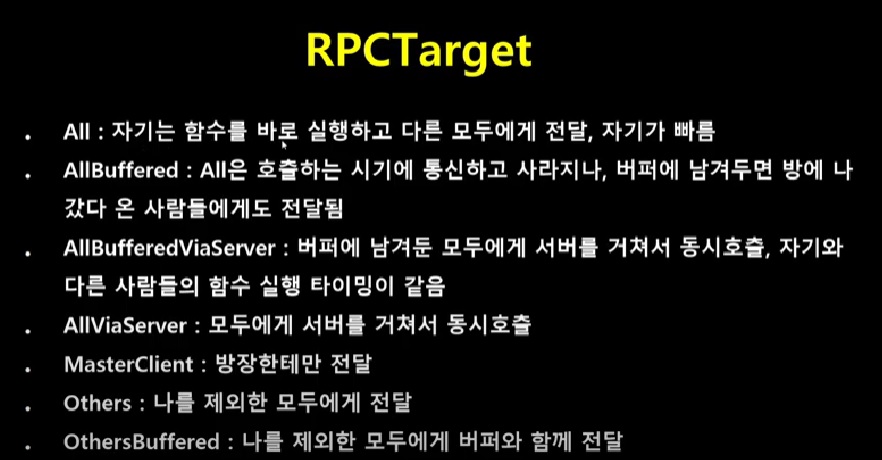 RPCTarget
. All : 자기는 함수를 바로 실행하고 다른 모두에게 전달, 자기가 빠름
. AllBuffered : All은 호출하는 시기에 통신하고 사라지나, 버퍼에 남겨두면 방에 나
갔다 온 사람들에게도 전달됨
. AllBufferedViaServer : 버퍼에 남겨둔 모두에게 서버를 거쳐서 동시호출, 자기와
다른 사람들의 함수 실행 타이밍이 같음
. AllViaServer : 모두에게 서버를 거쳐서 동시호출
. MasterClient : 방장한테만 전달
. Others : 나를 제외한 모두에게 전달
. OthersBuffered : 나를 제외한 모두에게 버퍼와 함께 전달